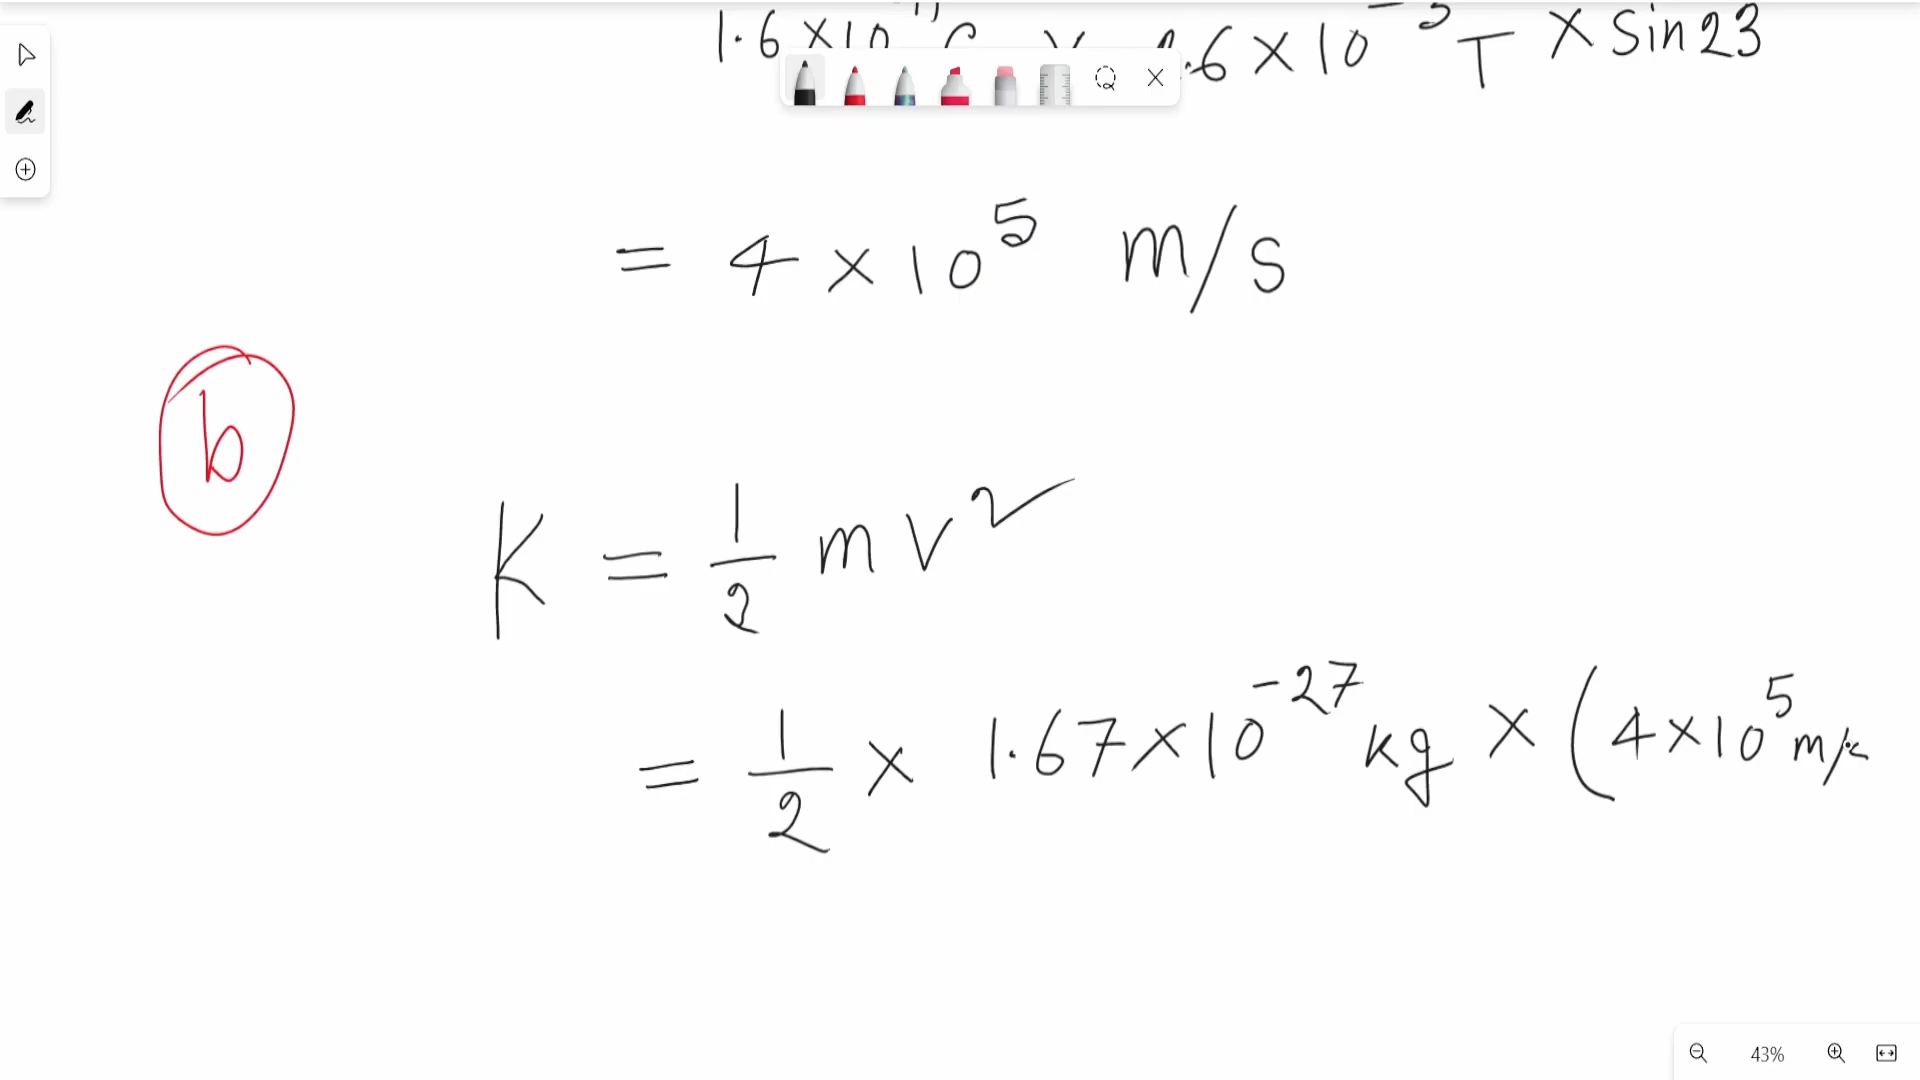 1.6 × 10 × .6 × 10 T × Sin 23
= 4 × 10⁵ m/s
b
K = 1/2 m v²
= 1/2 × 1.67 × 10⁻²⁷ kg × (4 × 10⁵ m/s
43%